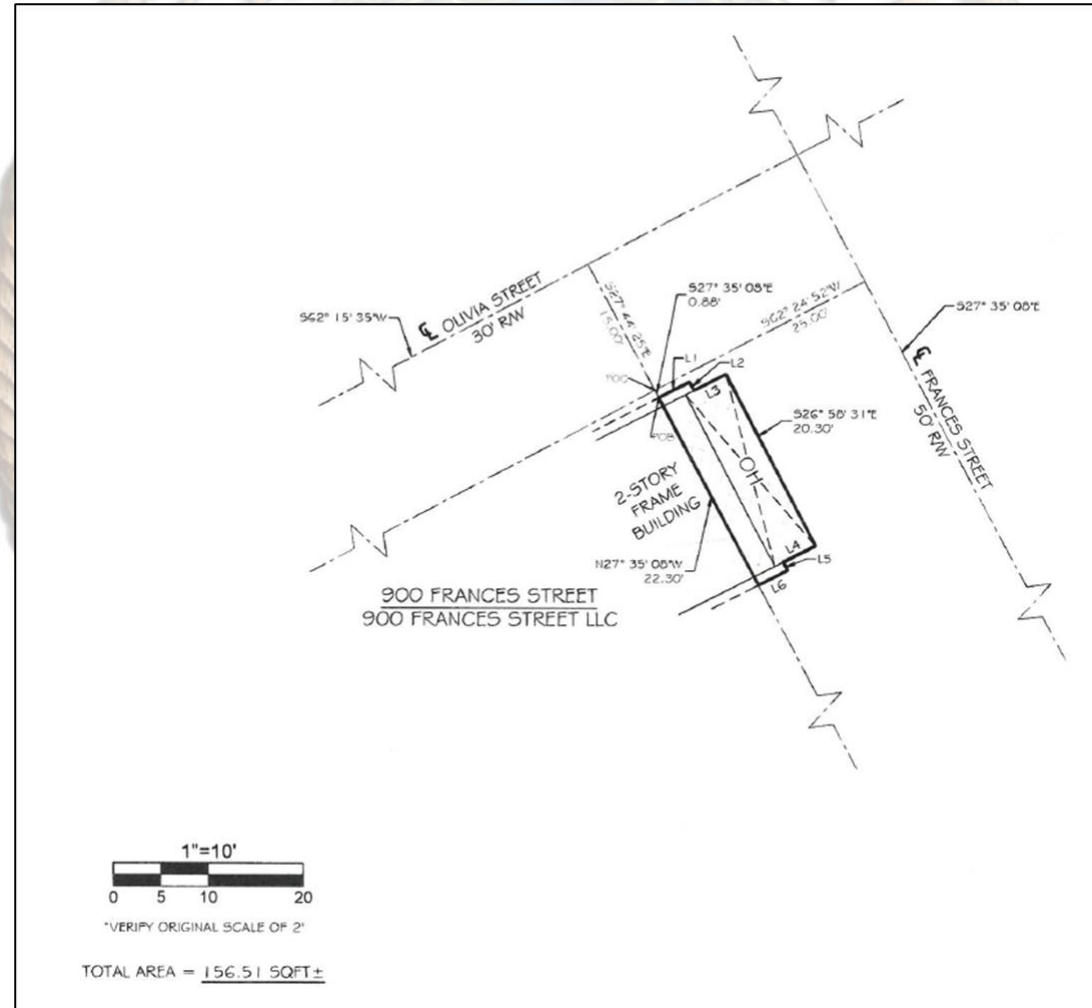 S62° 15' 35"W
℄ OLIVIA STREET
30' R/W
S27° 44' 25"E
15.00'
S27° 35' 08"E
0.88'
S62° 24' 52"W
25.00'
S27° 35' 08"E
℄ FRANCES STREET
50' R/W
POC
L1
L2
L3
POB
S26° 58' 31"E
20.30'
OH
2-STORY
FRAME
BUILDING
N27° 35' 08"W
22.30'
L4
L5
L6
900 FRANCES STREET
900 FRANCES STREET LLC
1"=10'
0 5 10 20
"VERIFY ORIGINAL SCALE OF 2"
TOTAL AREA = 156.51 SQFT±